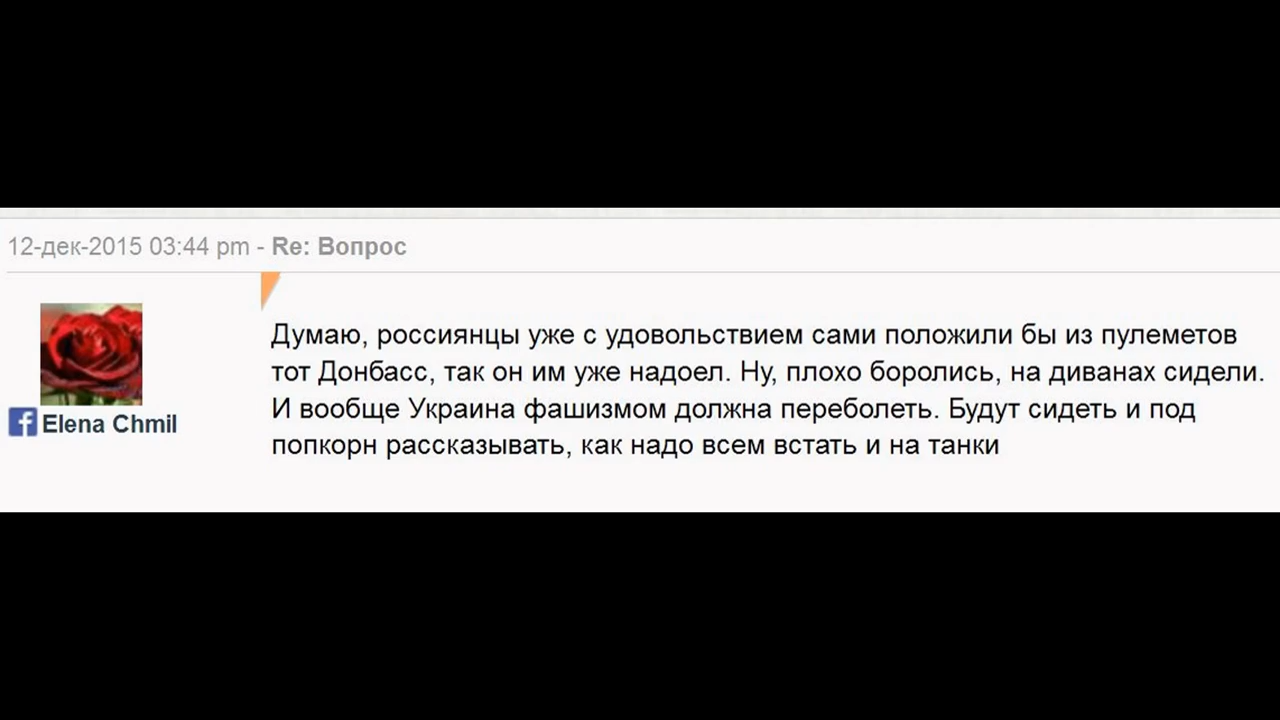 12-дек-2015 03:44 pm - Re: Вопрос
Думаю, россиянцы уже с удовольствием сами положили бы из пулеметов
тот Донбасс, так он им уже надоел. Ну, плохо боролись, на диванах сидели.
И вообще Украина фашизмом должна переболеть. Будут сидеть и под
попкорн рассказывать, как надо всем встать и на танки
Elena Chmil